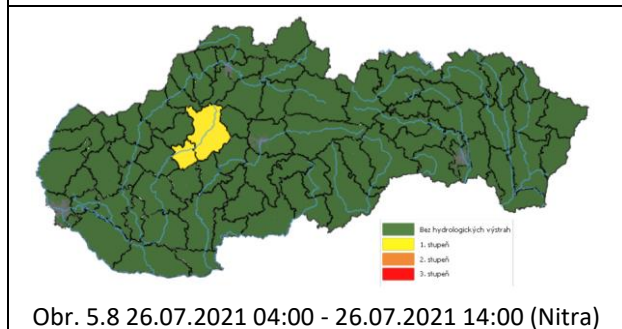 Bez hydrologických výstrah
1. stupeň
2. stupeň
3. stupeň
Obr. 5.8 26.07.2021 04:00 - 26.07.2021 14:00 (Nitra)